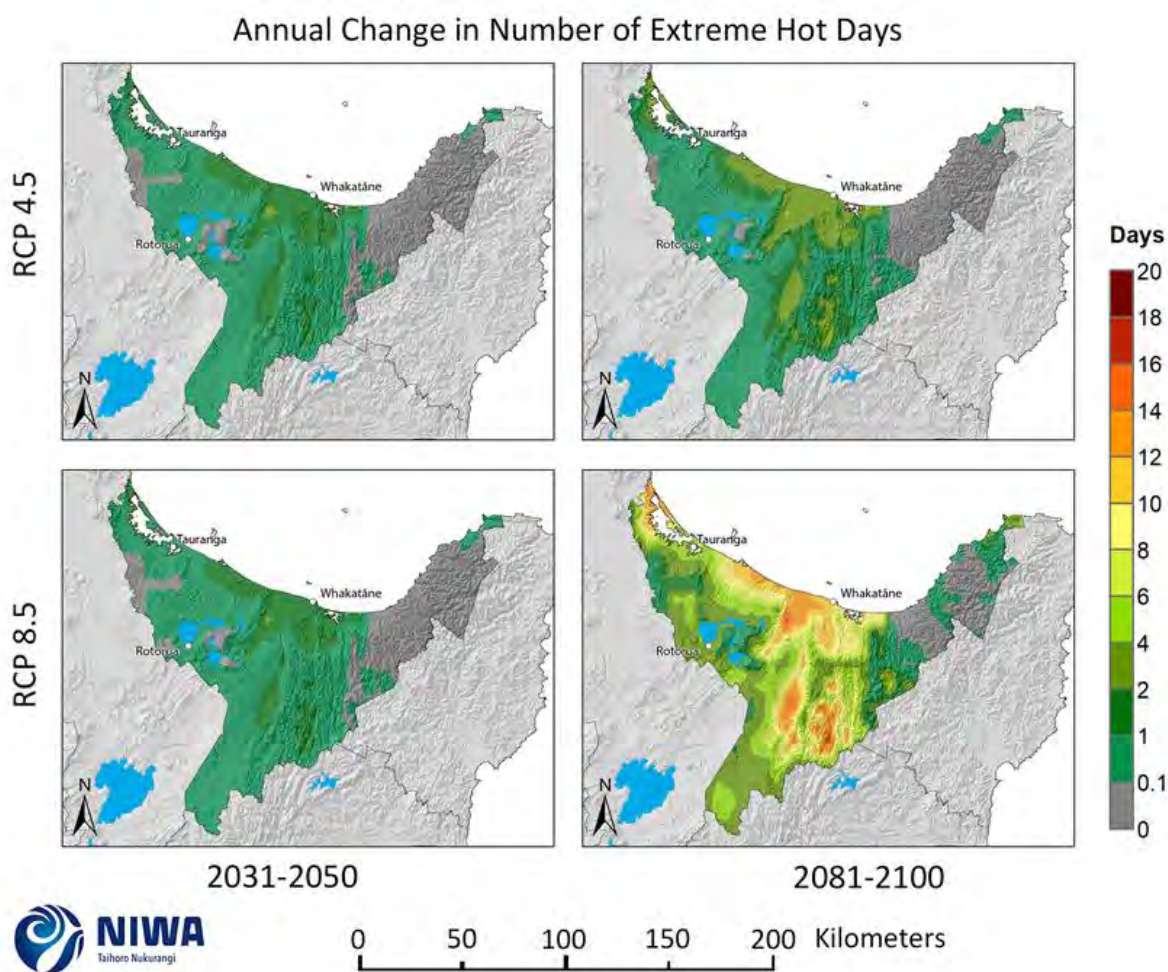 Annual Change in Number of Extreme Hot Days
RCP 4.5
Tauranga
Whakatāne
Rotorua
N
Tauranga
Whakatāne
Rotorua
N
RCP 8.5
Tauranga
Whakatāne
Rotorua
N
Tauranga
Whakatāne
Rotorua
N
Days
20
18
16
14
12
10
8
6
4
2
1
0.1
0
2031-2050
2081-2100
NIWA
Taihoro Nukurangi
0 50 100 150 200 Kilometers